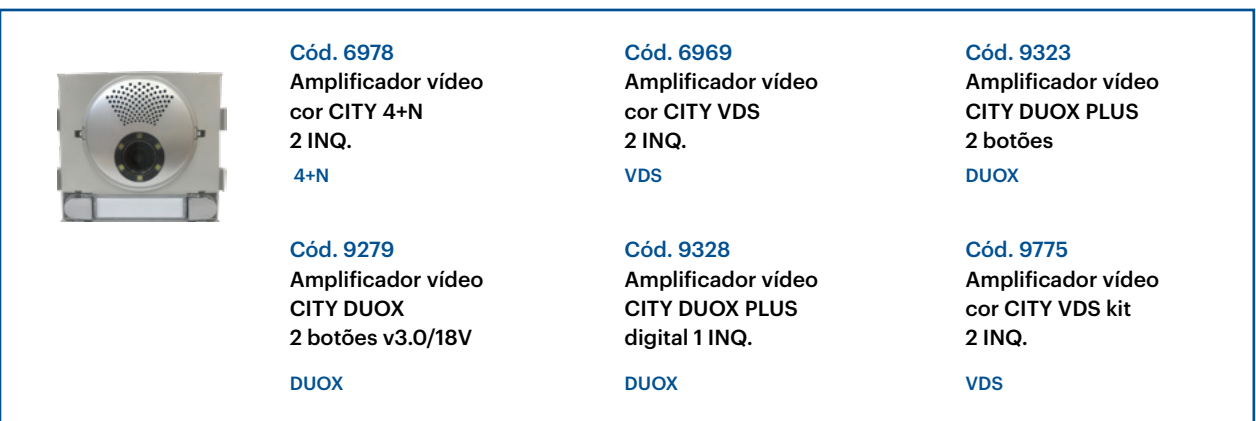 Cód. 6978
Amplificador vídeo
cor CITY 4+N
2 INQ.
4+N
Cód. 6969
Amplificador vídeo
cor CITY VDS
2 INQ.
VDS
Cód. 9323
Amplificador vídeo
CITY DUOX PLUS
2 botões
DUOX
Cód. 9279
Amplificador vídeo
CITY DUOX
2 botões v3.0/18V
DUOX
Cód. 9328
Amplificador vídeo
CITY DUOX PLUS
digital 1 INQ.
DUOX
Cód. 9775
Amplificador vídeo
cor CITY VDS kit
2 INQ.
VDS